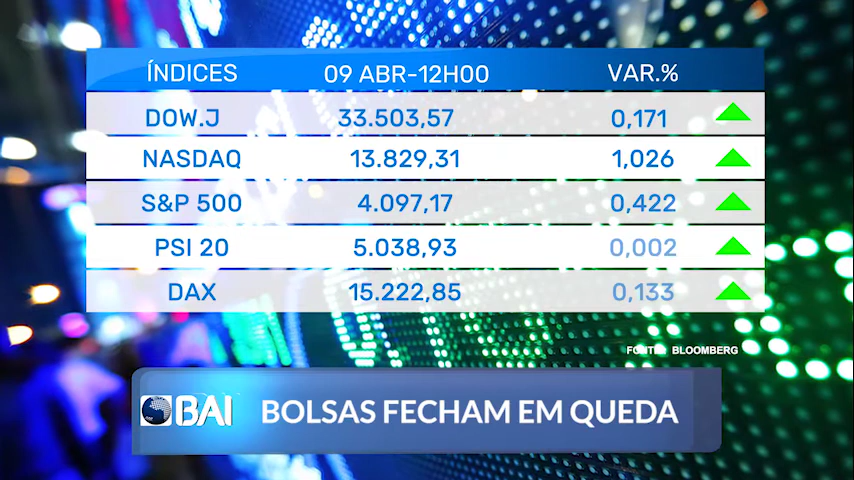 ÍNDICES 09 ABR-12H00 VAR.%
DOW.J 33.503,57 0,171
NASDAQ 13.829,31 1,026
S&P 500 4.097,17 0,422
PSI 20 5.038,93 0,002
DAX 15.222,85 0,133
FONTE: BLOOMBERG
BAI BOLSAS FECHAM EM QUEDA